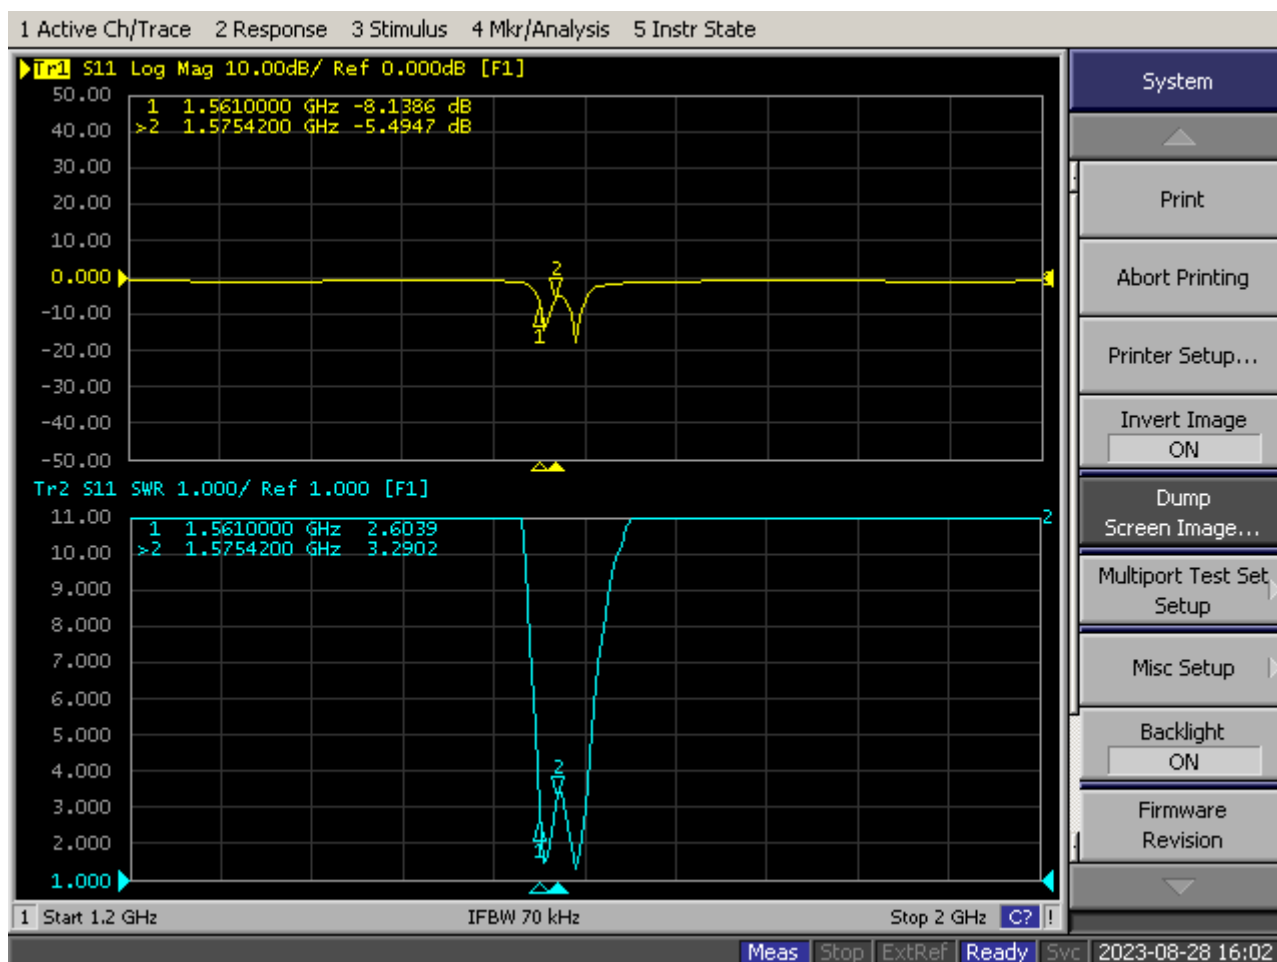 1 Active Ch/Trace 2 Response 3 Stimulus 4 Mkr/Analysis 5 Instr State
Tr1 S11 Log Mag 10.00dB/ Ref 0.000dB [F1]
50.00
1 1.5610000 GHz -8.1386 dB
>2 1.5754200 GHz -5.4947 dB
40.00
30.00
20.00
10.00
0.000
-10.00
-20.00
-30.00
-40.00
-50.00
2
1
Tr2 S11 SWR 1.000/ Ref 1.000 [F1]
11.00
1 1.5610000 GHz 2.6039
>2 1.5754200 GHz 3.2902
10.00
9.000
8.000
7.000
6.000
5.000
4.000
3.000
2.000
1.000
2
2
1
1 Start 1.2 GHz IFBW 70 kHz Stop 2 GHz C? !
System
Print
Abort Printing
Printer Setup...
Invert Image
ON
Dump
Screen Image...
Multiport Test Set
Setup
Misc Setup
Backlight
ON
Firmware
Revision
Meas Stop ExtRef Ready Svc 2023-08-28 16:02